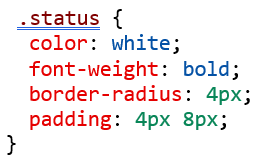 .status {
  color: white;
  font-weight: bold;
  border-radius: 4px;
  padding: 4px 8px;
}